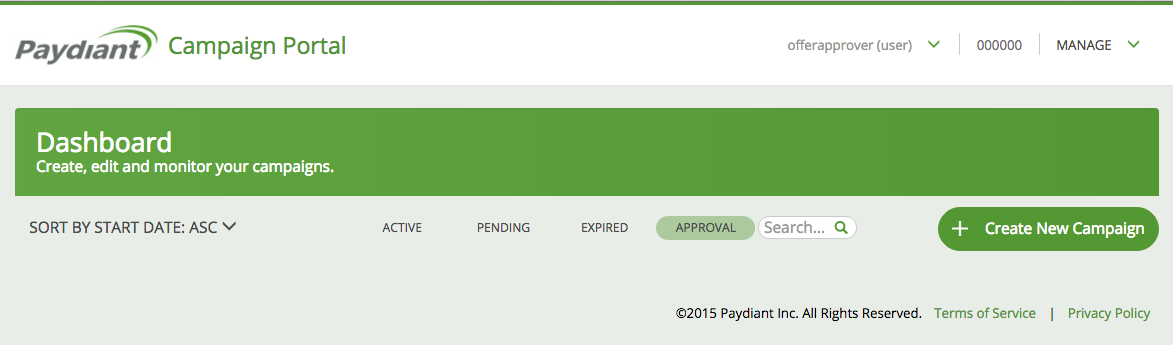 Paydiant Campaign Portal offerapprover (user) 000000 MANAGE
Dashboard
Create, edit and monitor your campaigns.
SORT BY START DATE: ASC ACTIVE PENDING EXPIRED APPROVAL Search... + Create New Campaign
©2015 Paydiant Inc. All Rights Reserved. Terms of Service | Privacy Policy